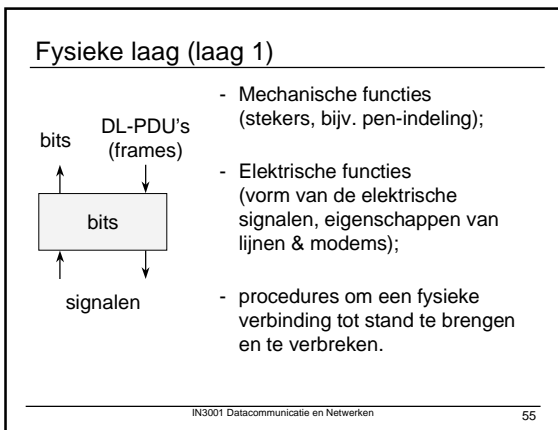 Fysieke laag (laag 1)
bits
DL-PDU's
(frames)
bits
signalen
- Mechanische functies
(stekers, bijv. pen-indeling);
- Elektrische functies
(vorm van de elektrische
signalen, eigenschappen van
lijnen & modems);
- procedures om een fysieke
verbinding tot stand te brengen
en te verbreken.
IN3001 Datacommunicatie en Netwerken
55